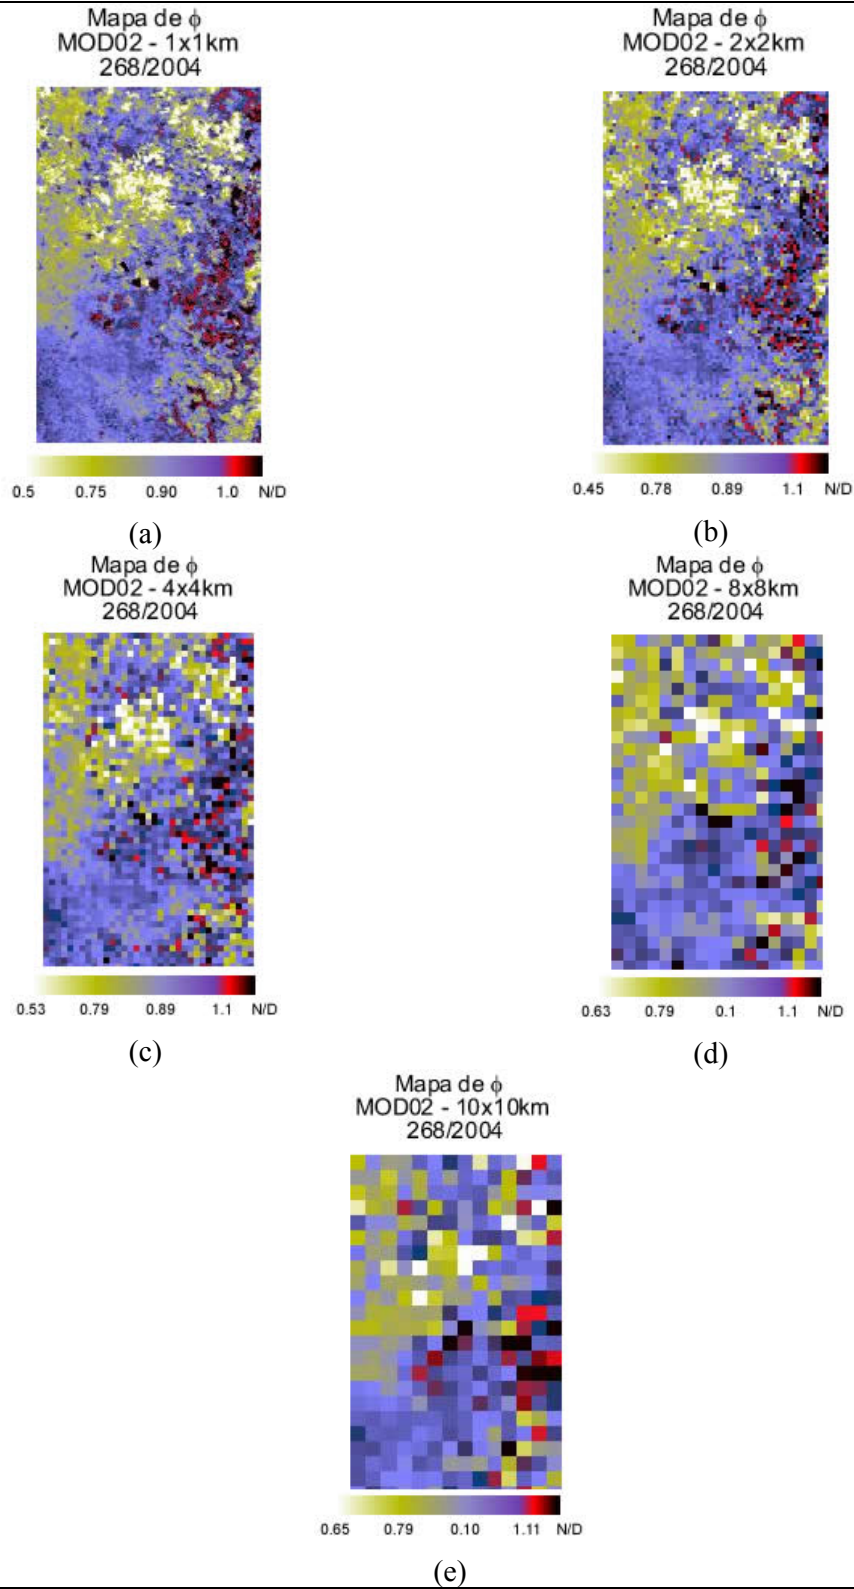 Mapa de ϕ
MOD02 - 1x1km
268/2004
0.5 0.75 0.90 1.0 N/D
(a)
Mapa de ϕ
MOD02 - 2x2km
268/2004
0.45 0.78 0.89 1.1 N/D
(b)
Mapa de ϕ
MOD02 - 4x4km
268/2004
0.53 0.79 0.89 1.1 N/D
(c)
Mapa de ϕ
MOD02 - 8x8km
268/2004
0.63 0.79 0.1 1.1 N/D
(d)
Mapa de ϕ
MOD02 - 10x10km
268/2004
0.65 0.79 0.10 1.11 N/D
(e)